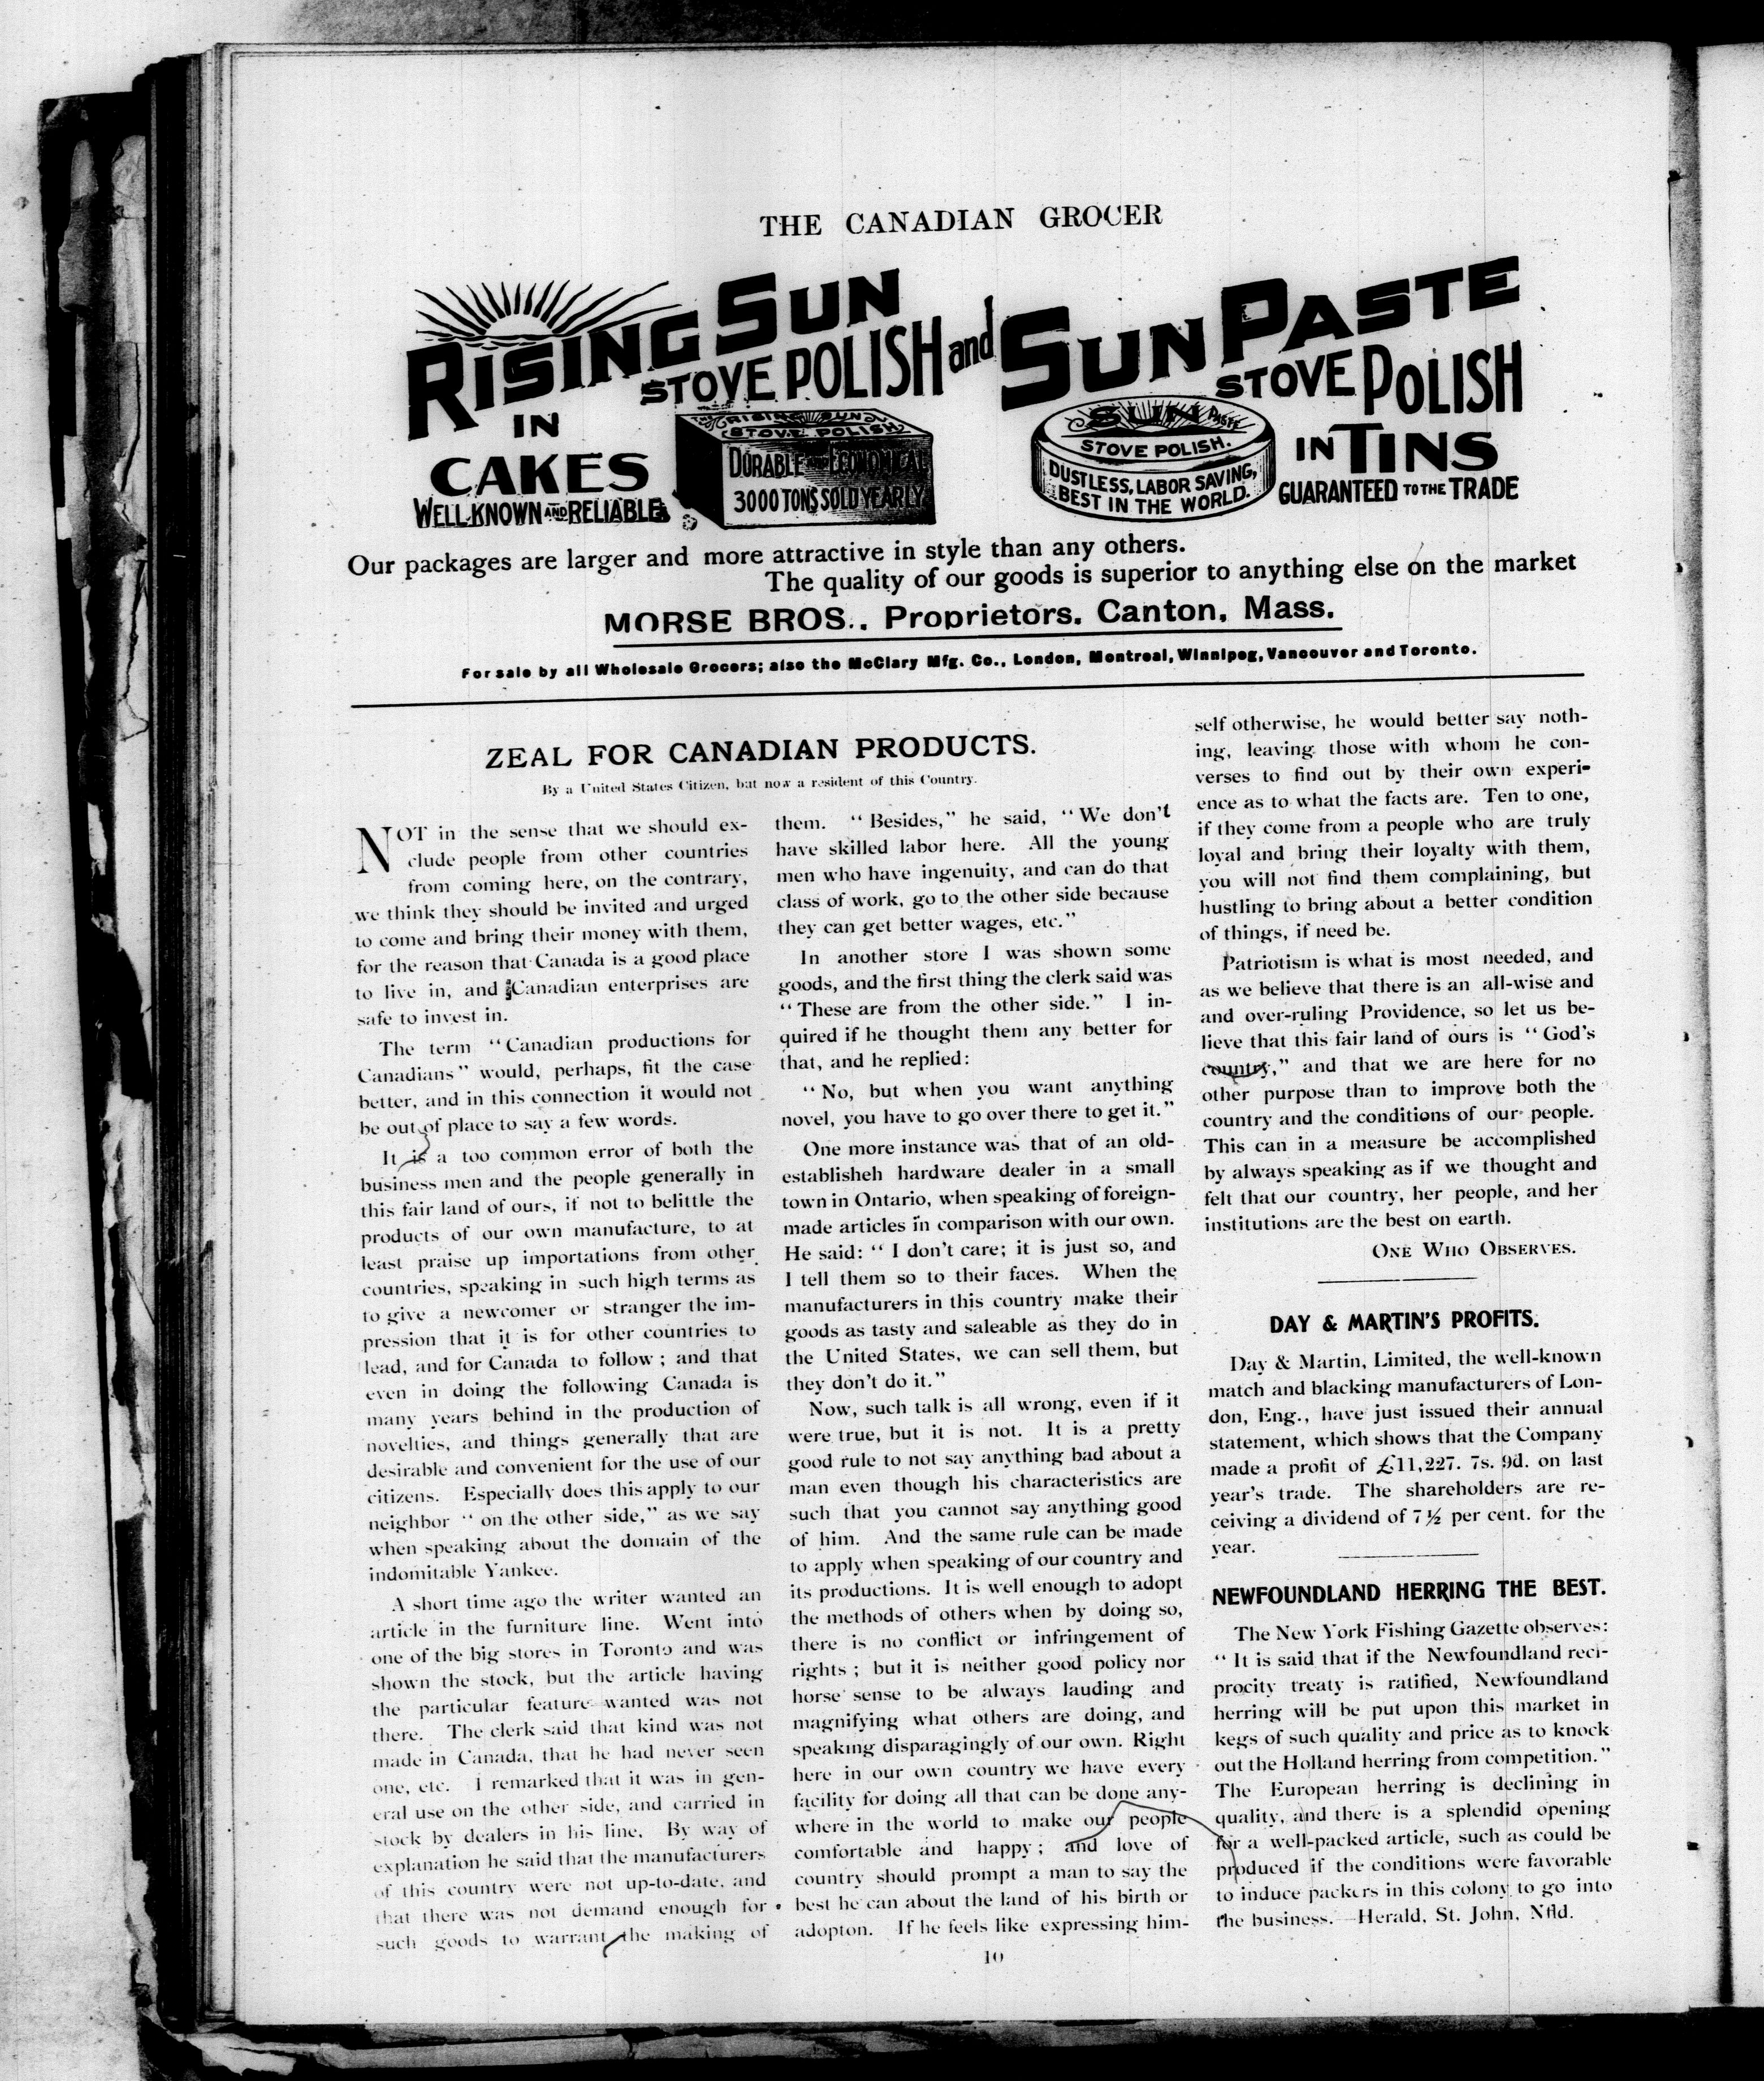 THE CANADIAN GROCER
RISING SUN
STOVE POLISH and SUN PASTE
STOVE POLISH
IN
CAKES
WELL-KNOWN AND RELIABLE
THE RISING SUN
STOVE POLISH
DURABLE AND ECONOMICAL
3000 TONS SOLD YEARLY
SUN PASTE
STOVE POLISH.
DUSTLESS, LABOR SAVING,
BEST IN THE WORLD.
IN TINS
GUARANTEED TO THE TRADE
Our packages are larger and more attractive in style than any others.
The quality of our goods is superior to anything else on the market
MORSE BROS., Proprietors, Canton, Mass.
For sale by all Wholesale Grocers; also the McClary Mfg. Co., London, Montreal, Winnipeg, Vancouver and Toronto.
ZEAL FOR CANADIAN PRODUCTS.
By a United States Citizen, but now a resident of this Country.
NOT in the sense that we should ex-
clude people from other countries
from coming here, on the contrary,
we think they should be invited and urged
to come and bring their money with them,
for the reason that Canada is a good place
to live in, and Canadian enterprises are
safe to invest in.
The term "Canadian productions for
Canadians" would, perhaps, fit the case
better, and in this connection it would not
be out of place to say a few words.
It is a too common error of both the
business men and the people generally in
this fair land of ours, if not to belittle the
products of our own manufacture, to at
least praise up importations from other
countries, speaking in such high terms as
to give a newcomer or stranger the im-
pression that it is for other countries to
lead, and for Canada to follow; and that
even in doing the following Canada is
many years behind in the production of
novelties, and things generally that are
desirable and convenient for the use of our
citizens. Especially does this apply to our
neighbor "on the other side," as we say
when speaking about the domain of the
indomitable Yankee.
A short time ago the writer wanted an
article in the furniture line. Went into
one of the big stores in Toronto and was
shown the stock, but the article having
the particular feature wanted was not
there. The clerk said that kind was not
made in Canada, that he had never seen
one, etc. I remarked that it was in gen-
eral use on the other side, and carried in
stock by dealers in his line. By way of
explanation he said that the manufacturers
of this country were not up-to-date, and
that there was not demand enough for
such goods to warrant the making of
them. "Besides," he said, "We don't
have skilled labor here. All the young
men who have ingenuity, and can do that
class of work, go to the other side because
they can get better wages, etc."
In another store I was shown some
goods, and the first thing the clerk said was
"These are from the other side." I in-
quired if he thought them any better for
that, and he replied:
"No, but when you want anything
novel, you have to go over there to get it."
One more instance was that of an old-
establisheh hardware dealer in a small
town in Ontario, when speaking of foreign-
made articles in comparison with our own.
He said: "I don't care; it is just so, and
I tell them so to their faces. When the
manufacturers in this country make their
goods as tasty and saleable as they do in
the United States, we can sell them, but
they don't do it."
Now, such talk is all wrong, even if it
were true, but it is not. It is a pretty
good rule to not say anything bad about a
man even though his characteristics are
such that you cannot say anything good
of him. And the same rule can be made
to apply when speaking of our country and
its productions. It is well enough to adopt
the methods of others when by doing so,
there is no conflict or infringement of
rights; but it is neither good policy nor
horse sense to be always lauding and
magnifying what others are doing, and
speaking disparagingly of our own. Right
here in our own country we have every
facility for doing all that can be done any-
where in the world to make our people
comfortable and happy; and love of
country should prompt a man to say the
best he can about the land of his birth or
adopton. If he feels like expressing him-
self otherwise, he would better say noth-
ing, leaving those with whom he con-
verses to find out by their own experi-
ence as to what the facts are. Ten to one,
if they come from a people who are truly
loyal and bring their loyalty with them,
you will not find them complaining, but
hustling to bring about a better condition
of things, if need be.
Patriotism is what is most needed, and
as we believe that there is an all-wise and
and over-ruling Providence, so let us be-
lieve that this fair land of ours is "God's
country," and that we are here for no
other purpose than to improve both the
country and the conditions of our people.
This can in a measure be accomplished
by always speaking as if we thought and
felt that our country, her people, and her
institutions are the best on earth.
ONE WHO OBSERVES.
DAY & MARTIN'S PROFITS.
Day & Martin, Limited, the well-known
match and blacking manufacturers of Lon-
don, Eng., have just issued their annual
statement, which shows that the Company
made a profit of £11,227. 7s. 9d. on last
year's trade. The shareholders are re-
ceiving a dividend of 7½ per cent. for the
year.
NEWFOUNDLAND HERRING THE BEST.
The New York Fishing Gazette observes:
"It is said that if the Newfoundland reci-
procity treaty is ratified, Newfoundland
herring will be put upon this market in
kegs of such quality and price as to knock
out the Holland herring from competition."
The European herring is declining in
quality, and there is a splendid opening
for a well-packed article, such as could be
produced if the conditions were favorable
to induce packers in this colony to go into
the business.—Herald, St. John, Nfld.
10